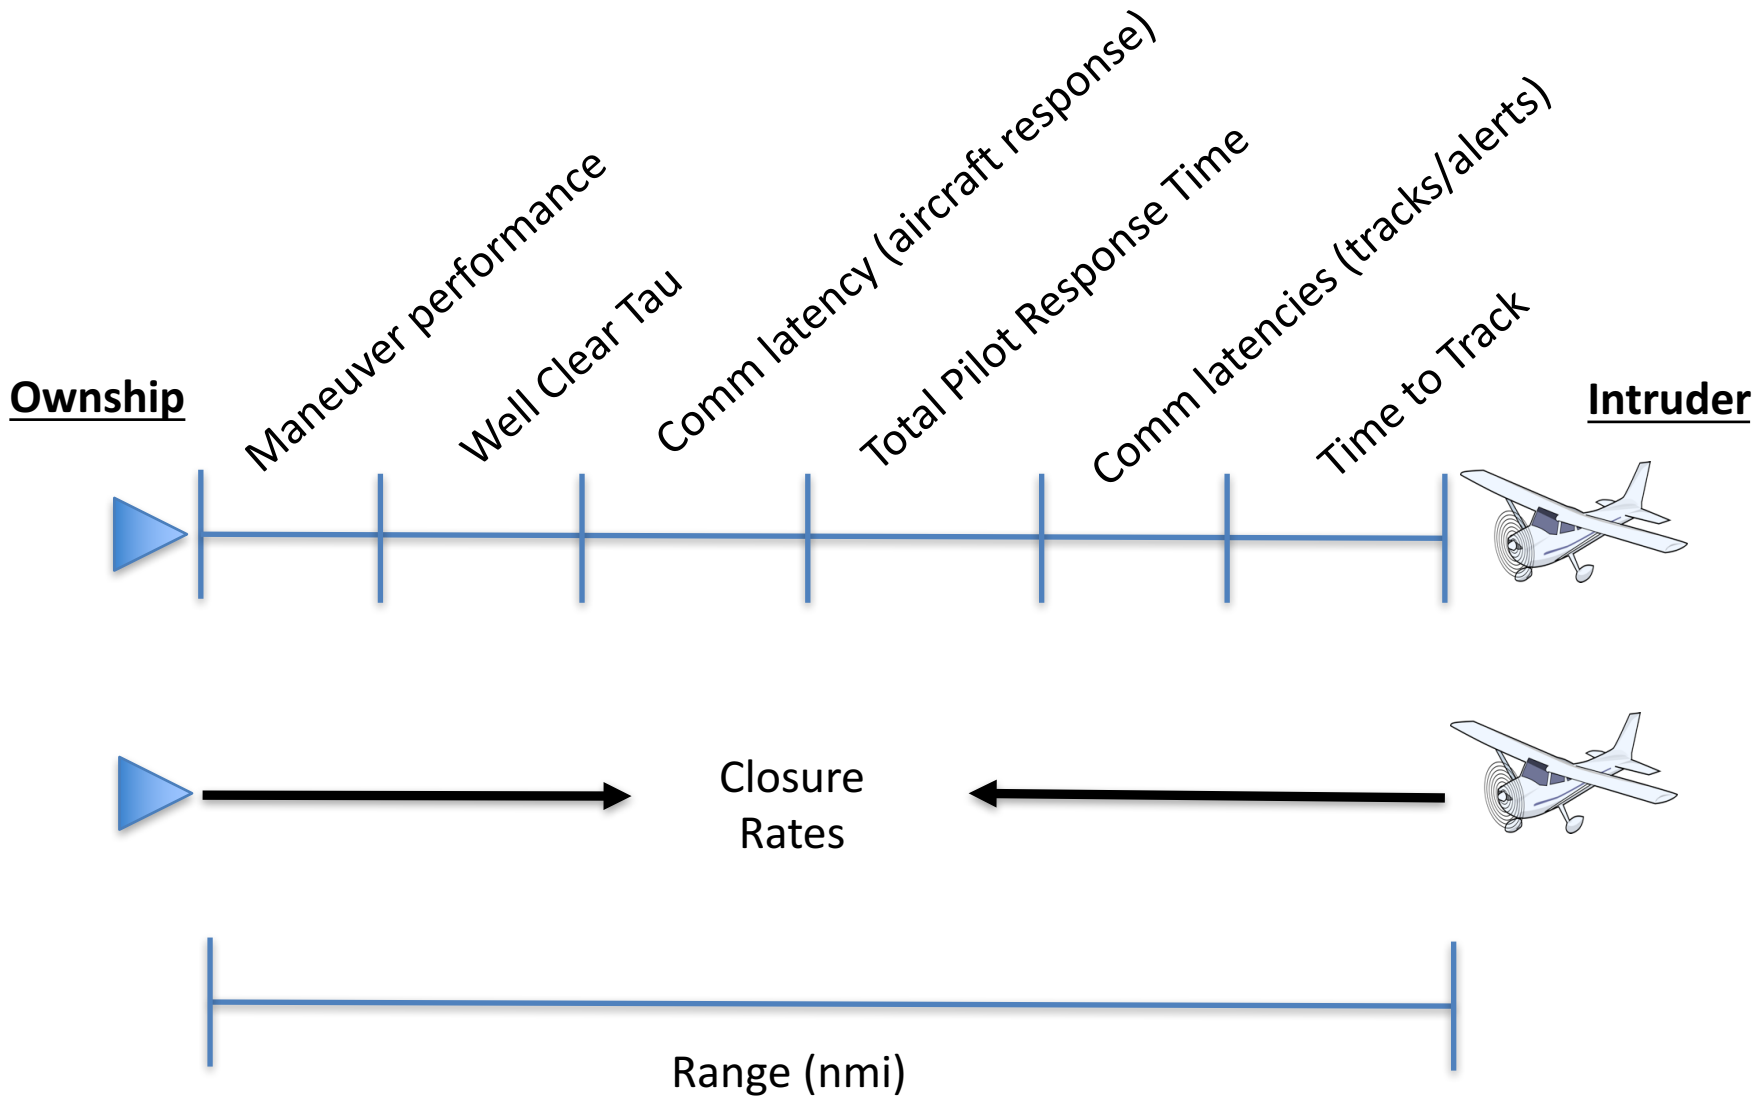 Maneuver performance
Well Clear Tau
Comm latency (aircraft response)
Total Pilot Response Time
Comm latencies (tracks/alerts)
Time to Track
Ownship
Intruder
Closure
Rates
Range (nmi)